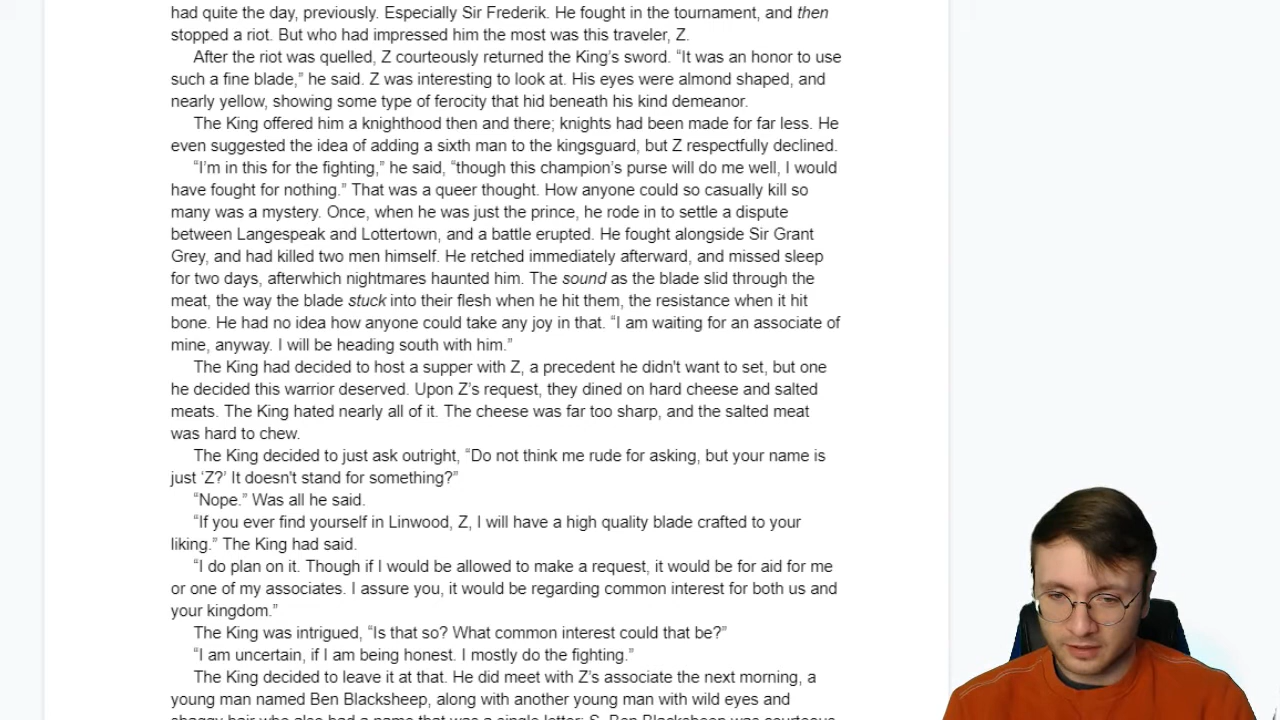 had quite the day, previously. Especially Sir Frederik. He fought in the tournament, and then
stopped a riot. But who had impressed him the most was this traveler, Z.
After the riot was quelled, Z courteously returned the King’s sword. “It was an honor to use
such a fine blade,” he said. Z was interesting to look at. His eyes were almond shaped, and
nearly yellow, showing some type of ferocity that hid beneath his kind demeanor.
The King offered him a knighthood then and there; knights had been made for far less. He
even suggested the idea of adding a sixth man to the kingsguard, but Z respectfully declined.
“I’m in this for the fighting,” he said, “though this champion’s purse will do me well, I would
have fought for nothing.” That was a queer thought. How anyone could so casually kill so
many was a mystery. Once, when he was just the prince, he rode in to settle a dispute
between Langespeak and Lottertown, and a battle erupted. He fought alongside Sir Grant
Grey, and had killed two men himself. He retched immediately afterward, and missed sleep
for two days, afterwhich nightmares haunted him. The sound as the blade slid through the
meat, the way the blade stuck into their flesh when he hit them, the resistance when it hit
bone. He had no idea how anyone could take any joy in that. “I am waiting for an associate of
mine, anyway. I will be heading south with him.”
The King had decided to host a supper with Z, a precedent he didn't want to set, but one
he decided this warrior deserved. Upon Z’s request, they dined on hard cheese and salted
meats. The King hated nearly all of it. The cheese was far too sharp, and the salted meat
was hard to chew.
The King decided to just ask outright, “Do not think me rude for asking, but your name is
just ‘Z?’ It doesn't stand for something?”
“Nope.” Was all he said.
“If you ever find yourself in Linwood, Z, I will have a high quality blade crafted to your
liking.” The King had said.
“I do plan on it. Though if I would be allowed to make a request, it would be for aid for me
or one of my associates. I assure you, it would be regarding common interest for both us and
your kingdom.”
The King was intrigued, “Is that so? What common interest could that be?”
“I am uncertain, if I am being honest. I mostly do the fighting.”
The King decided to leave it at that. He did meet with Z’s associate the next morning, a
young man named Ben Blacksheep, along with another young man with wild eyes and
shaggy hair who also had a name that was a single letter: S. Ben Blacksheep was courteous